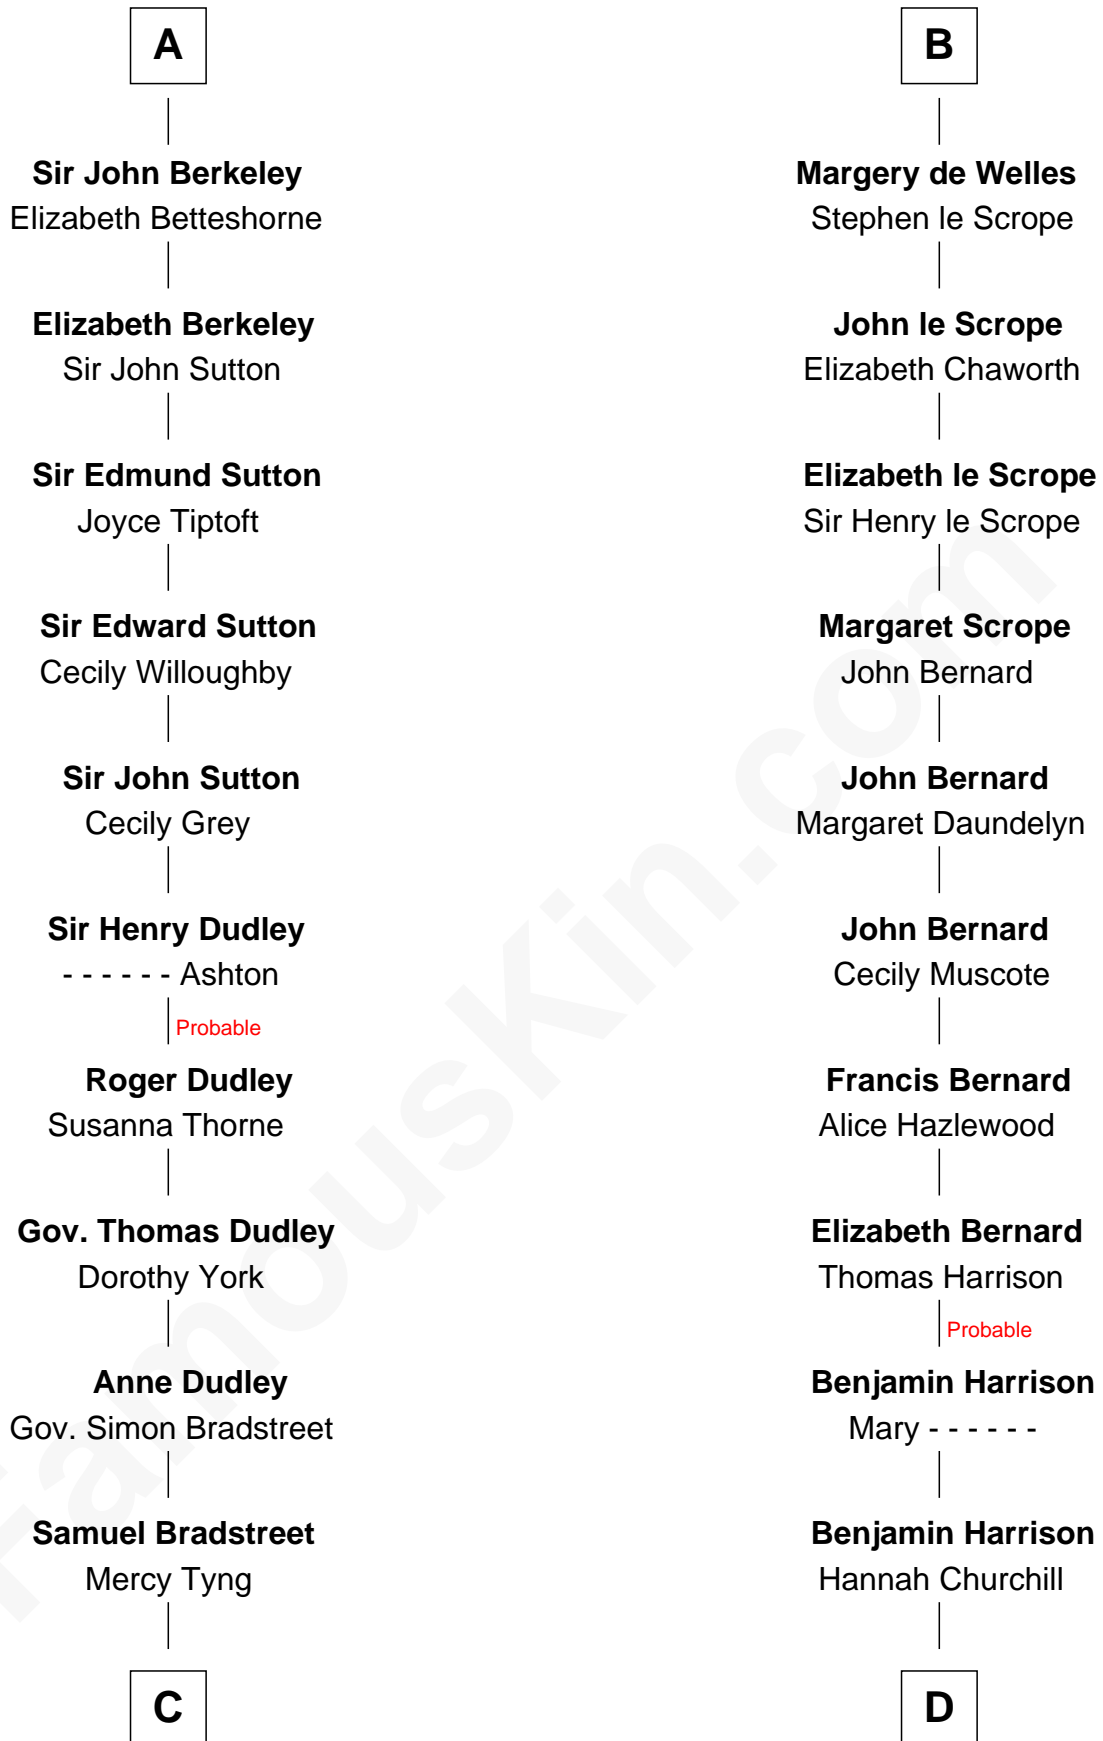 A
Sir John Berkeley
Elizabeth Betteshorne
Elizabeth Berkeley
Sir John Sutton
Sir Edmund Sutton
Joyce Tiptoft
Sir Edward Sutton
Cecily Willoughby
Sir John Sutton
Cecily Grey
Sir Henry Dudley
- - - - - - Ashton
Probable
Roger Dudley
Susanna Thorne
Gov. Thomas Dudley
Dorothy York
Anne Dudley
Gov. Simon Bradstreet
Samuel Bradstreet
Mercy Tyng
C
B
Margery de Welles
Stephen le Scrope
John le Scrope
Elizabeth Chaworth
Elizabeth le Scrope
Sir Henry le Scrope
Margaret Scrope
John Bernard
John Bernard
Margaret Daundelyn
John Bernard
Cecily Muscote
Francis Bernard
Alice Hazlewood
Elizabeth Bernard
Thomas Harrison
Probable
Benjamin Harrison
Mary - - - - - -
Benjamin Harrison
Hannah Churchill
D
FamousKin.com